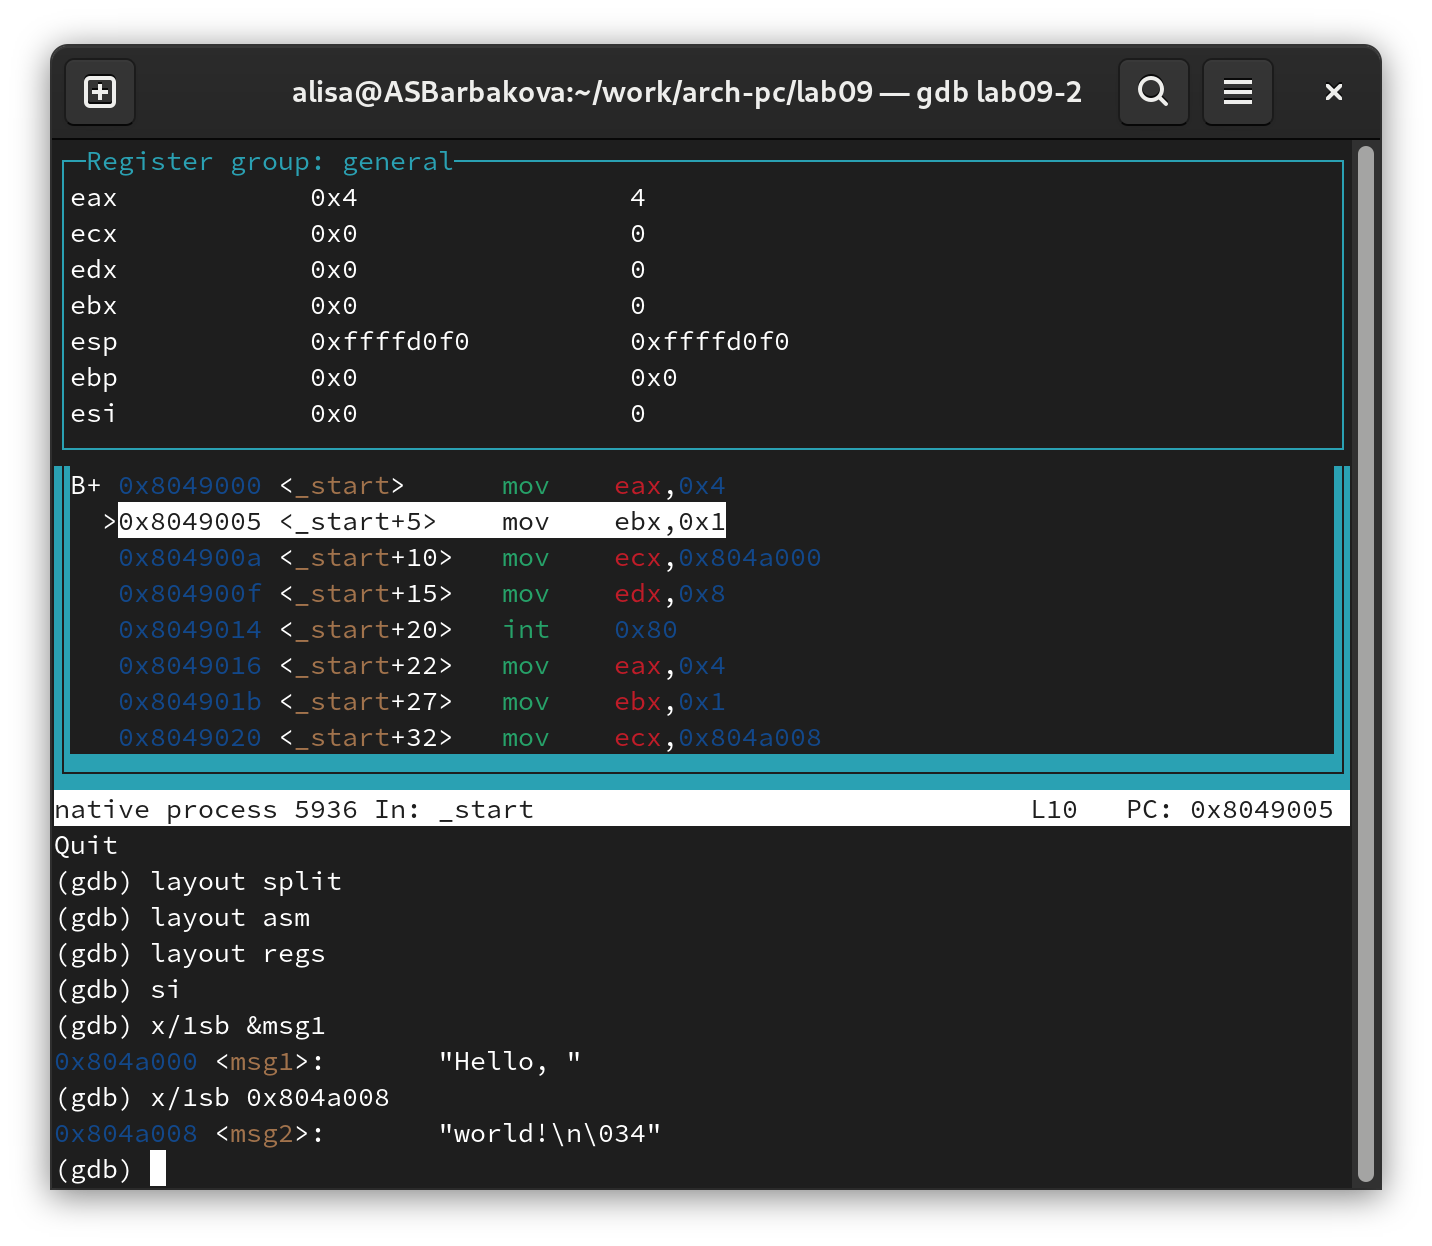 alisa@ASBarbakova:~/work/arch-pc/lab09 — gdb lab09-2
Register group: general
eax 0x4 4
ecx 0x0 0
edx 0x0 0
ebx 0x0 0
esp 0xffffd0f0 0xffffd0f0
ebp 0x0 0x0
esi 0x0 0
B+ 0x8049000 <_start> mov eax,0x4
>0x8049005 <_start+5> mov ebx,0x1
0x804900a <_start+10> mov ecx,0x804a000
0x804900f <_start+15> mov edx,0x8
0x8049014 <_start+20> int 0x80
0x8049016 <_start+22> mov eax,0x4
0x804901b <_start+27> mov ebx,0x1
0x8049020 <_start+32> mov ecx,0x804a008
native process 5936 In: _start L10 PC: 0x8049005
Quit
(gdb) layout split
(gdb) layout asm
(gdb) layout regs
(gdb) si
(gdb) x/1sb &msg1
0x804a000 <msg1>: "Hello, "
(gdb) x/1sb 0x804a008
0x804a008 <msg2>: "world!\n\034"
(gdb)